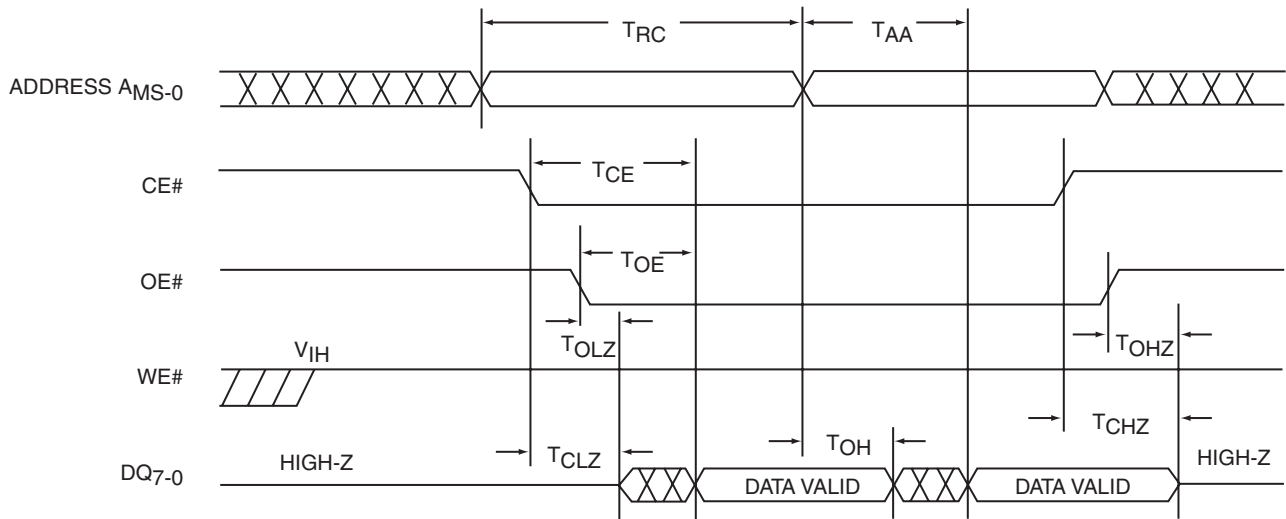 TRC
TAA
ADDRESS AMS-0
TCE
CE#
TOE
OE#
TOLZ
TOHZ
VIH
WE#
TCHZ
TCLZ
TOH
HIGH-Z
HIGH-Z
DQ7-0
DATA VALID
DATA VALID